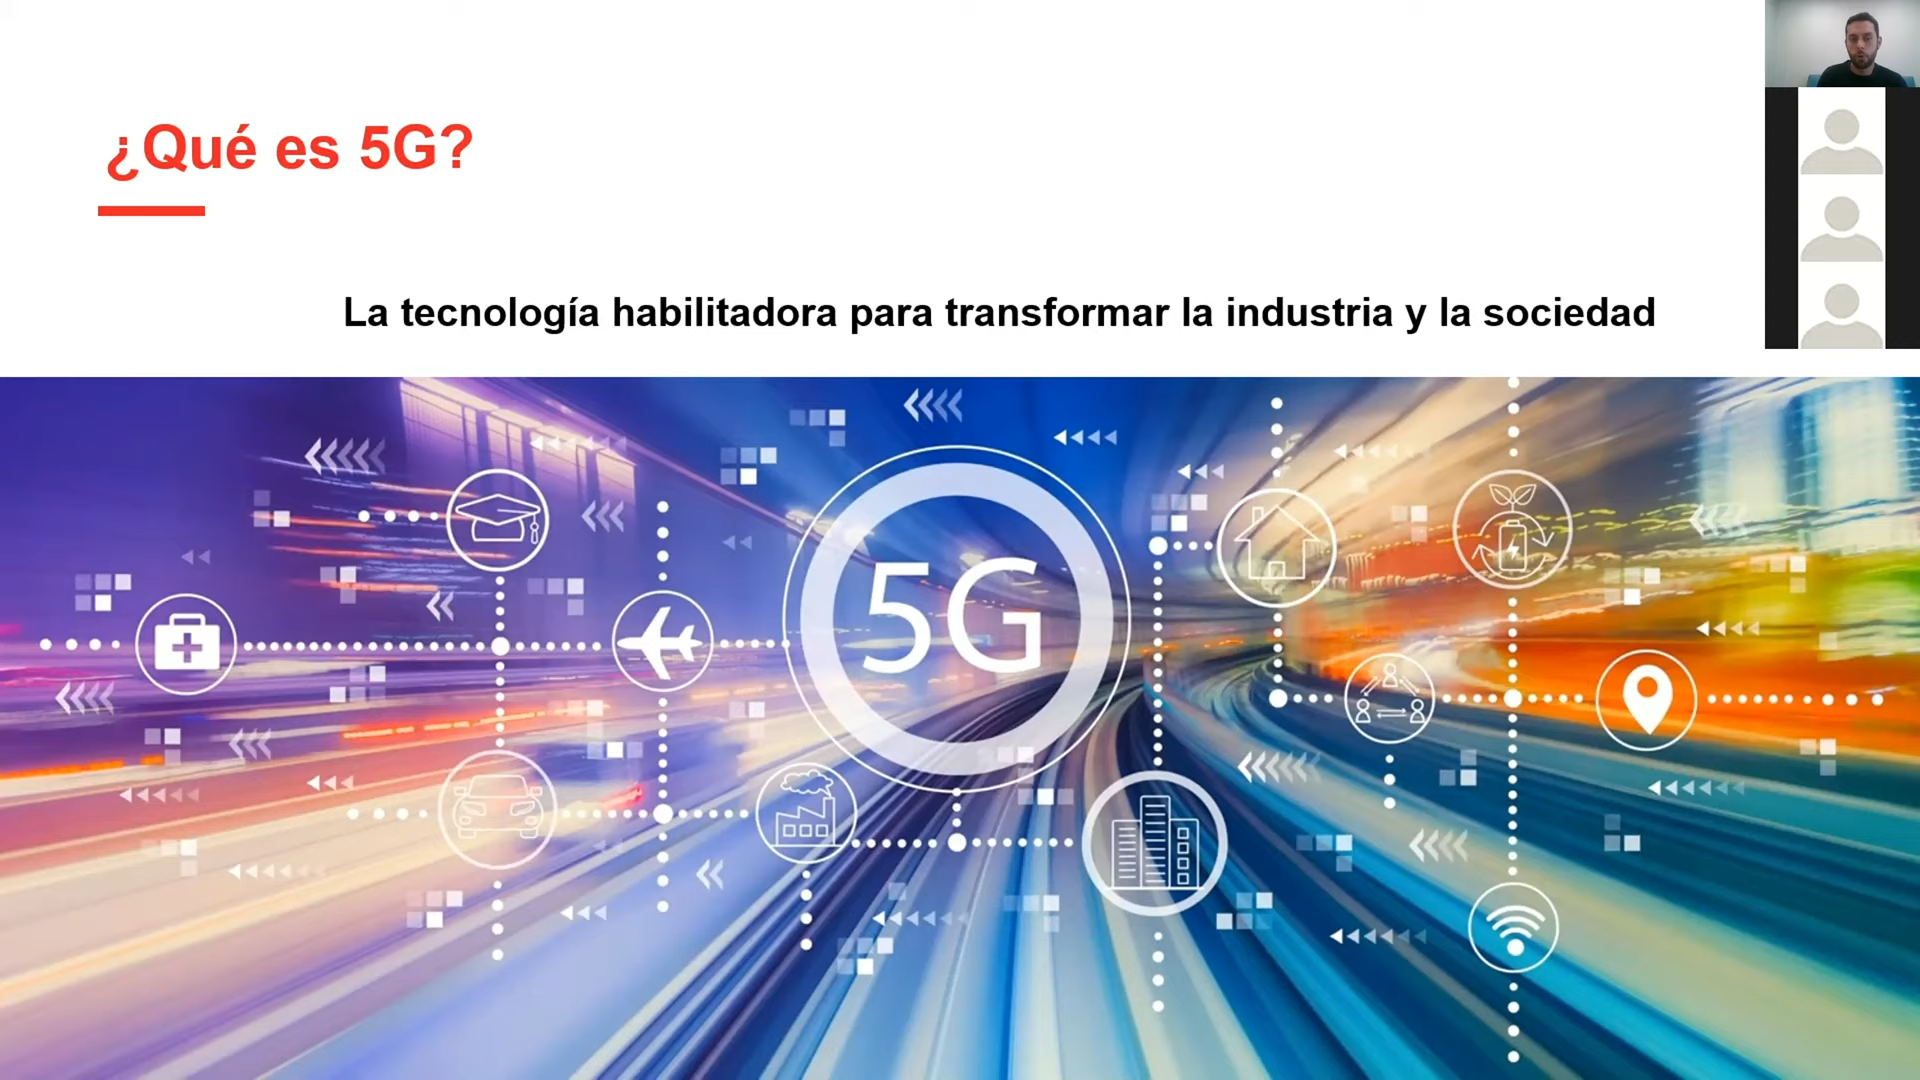 ¿Qué es 5G?
La tecnología habilitadora para transformar la industria y la sociedad
5G